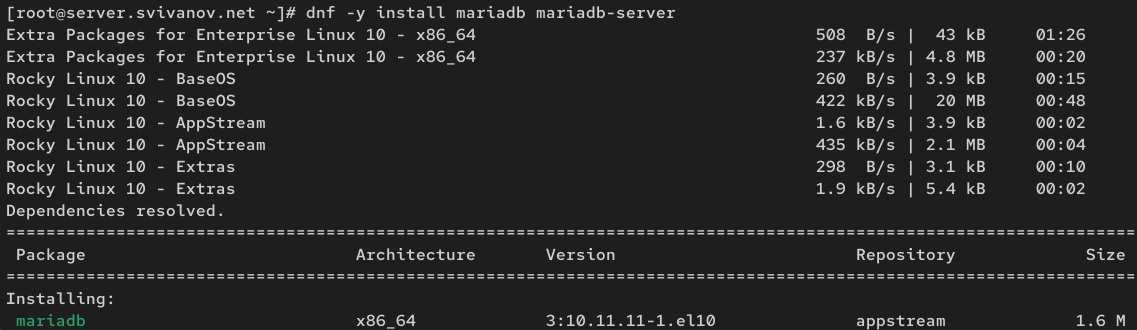 [root@server.svivanov.net ~]# dnf -y install mariadb mariadb-server
Extra Packages for Enterprise Linux 10 - x86_64 508 B/s | 43 kB 01:26
Extra Packages for Enterprise Linux 10 - x86_64 237 kB/s | 4.8 MB 00:20
Rocky Linux 10 - BaseOS 260 B/s | 3.9 kB 00:15
Rocky Linux 10 - BaseOS 422 kB/s | 20 MB 00:48
Rocky Linux 10 - AppStream 1.6 kB/s | 3.9 kB 00:02
Rocky Linux 10 - AppStream 435 kB/s | 2.1 MB 00:04
Rocky Linux 10 - Extras 298 B/s | 3.1 kB 00:10
Rocky Linux 10 - Extras 1.9 kB/s | 5.4 kB 00:02
Dependencies resolved.
=================================================================================================================
Package Architecture Version Repository Size
=================================================================================================================
Installing:
mariadb x86_64 3:10.11.11-1.el10 appstream 1.6 M